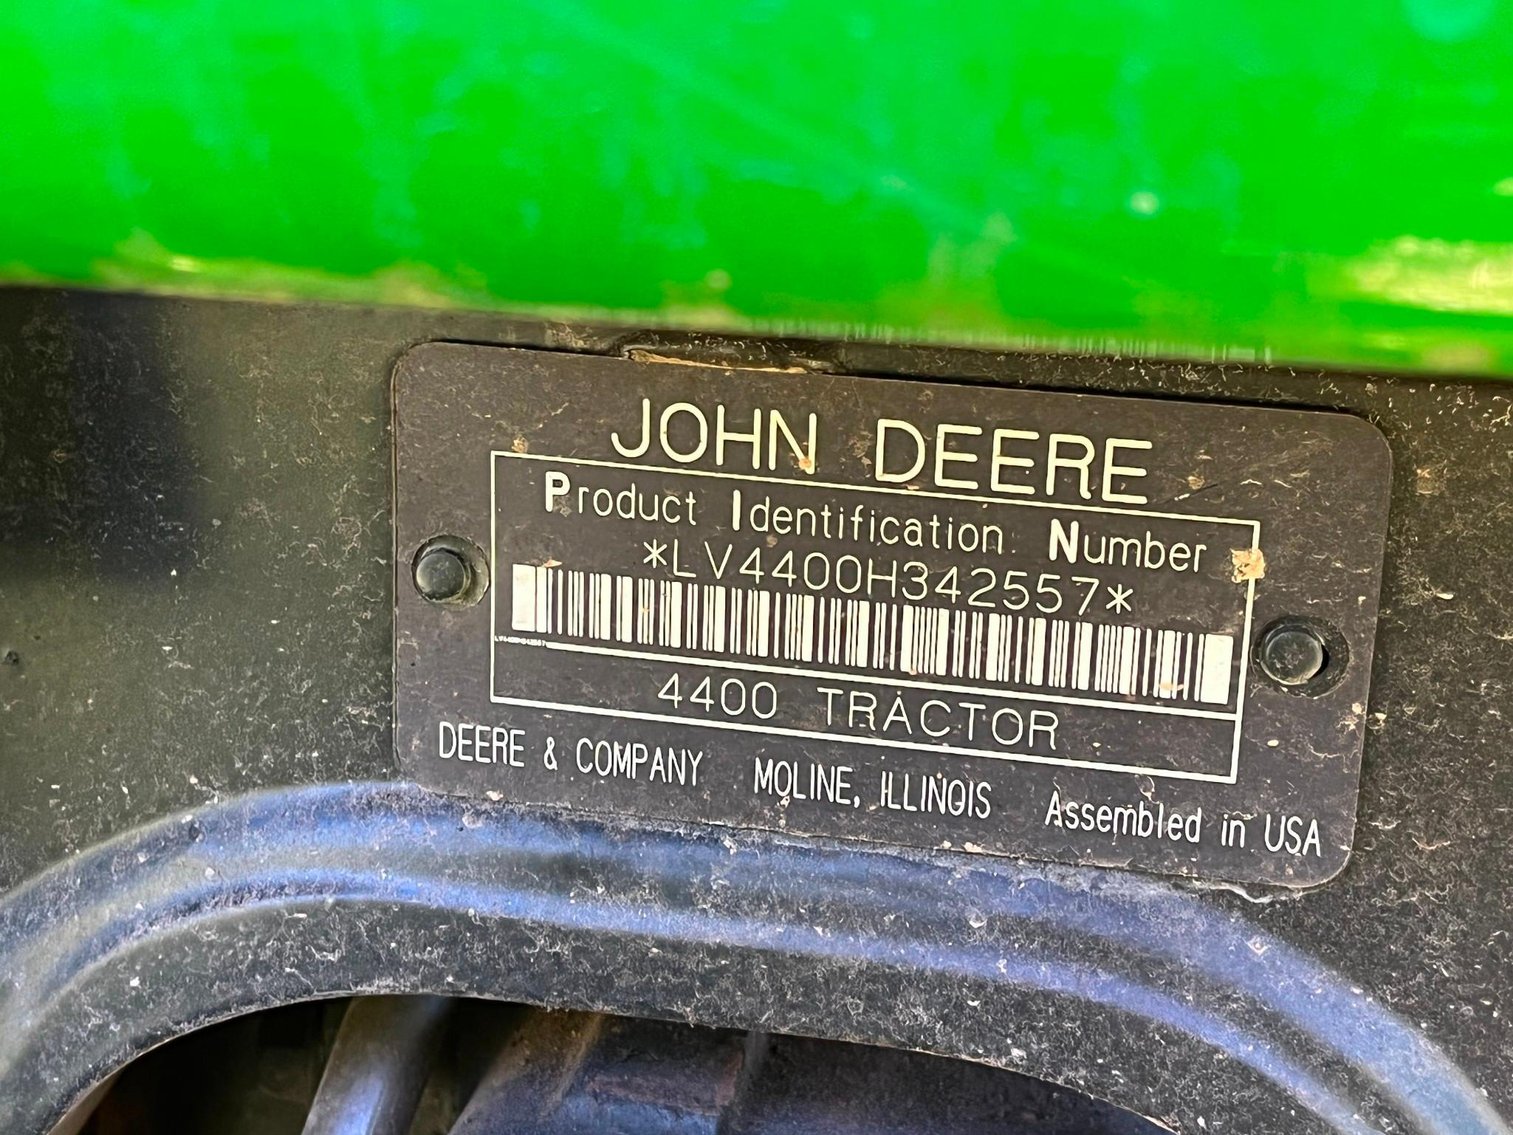 JOHN DEERE
Product Identification Number
*LV4400H342557*
4400 TRACTOR
DEERE & COMPANY MOLINE, ILLINOIS Assembled in USA